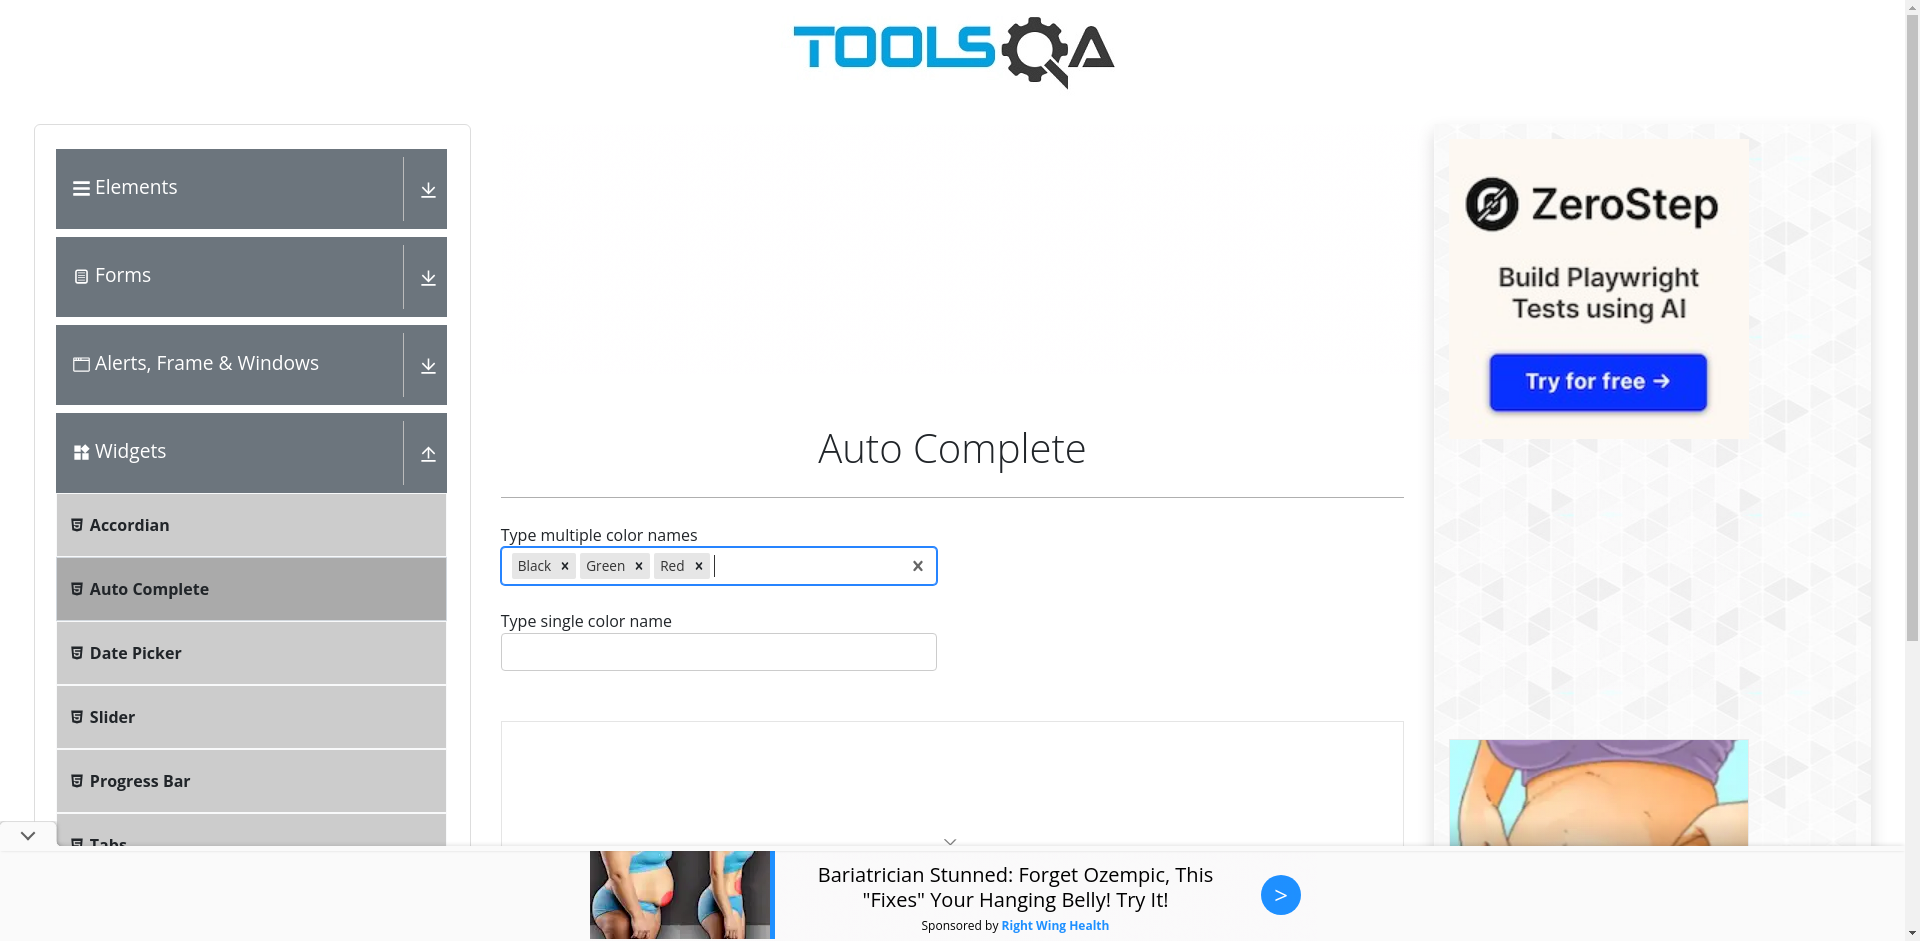 TOOLSQA
Elements
Forms
Alerts, Frame & Windows
Widgets
Accordian
Auto Complete
Date Picker
Slider
Progress Bar
Tabs
Auto Complete
Type multiple color names
Black Green Red
Type single color name
ZeroStep
Build Playwright
Tests using AI
Try for free →
Bariatrician Stunned: Forget Ozempic, This
"Fixes" Your Hanging Belly! Try It!
Sponsored by Right Wing Health
>